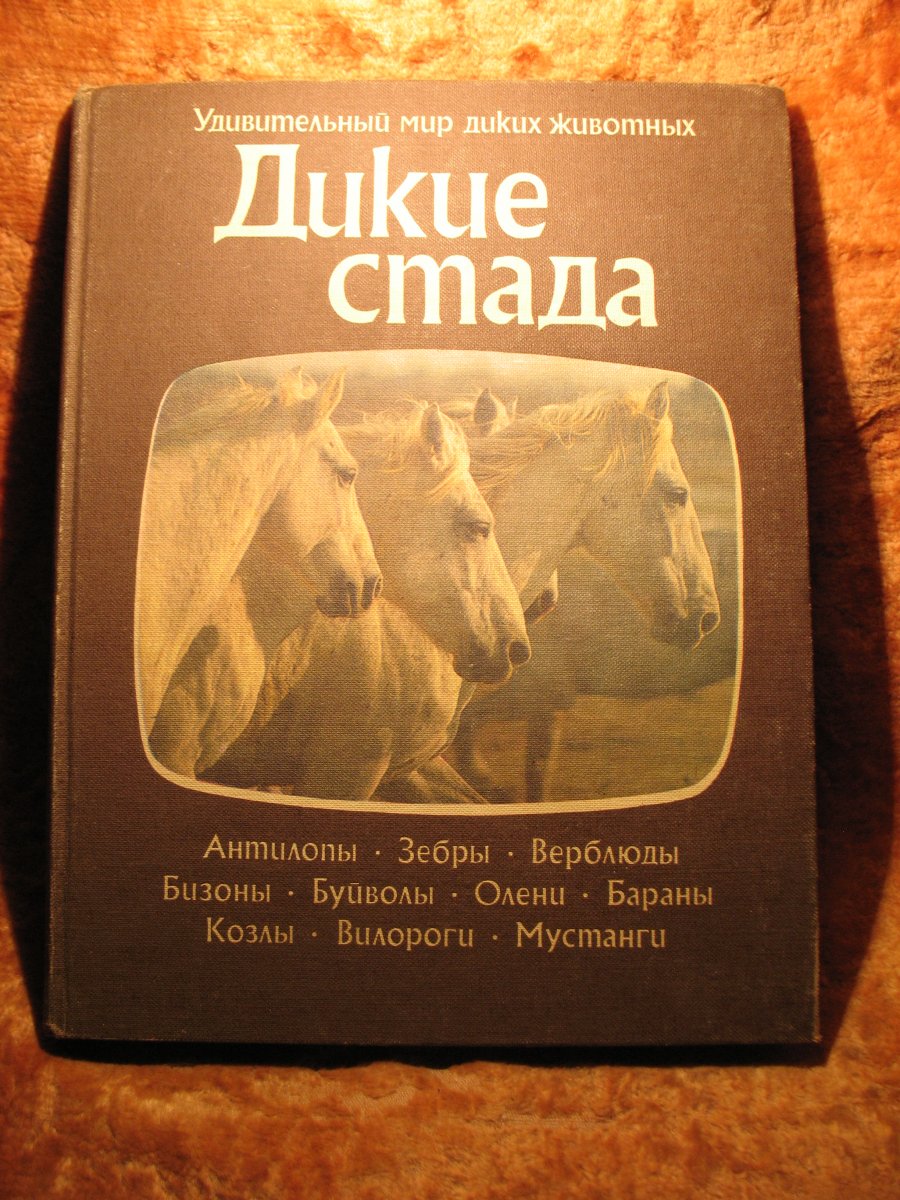 Удивительный мир диких животных
Дикие
стада
Антилопы · Зебры · Верблюды
Бизоны · Буйволы · Олени · Бараны
Козлы · Вилороги · Мустанги